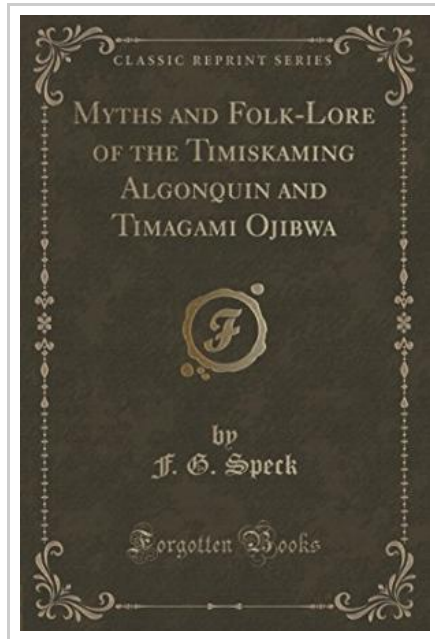 CLASSIC REPRINT SERIES
MYTHS AND FOLK-LORE
OF THE TIMISKAMING
ALGONQUIN AND
TIMAGAMI OJIBWA
F
by
F. G. Speck
Forgotten Books